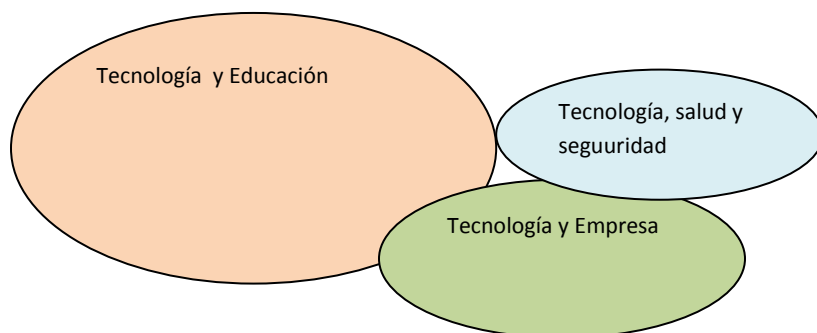 Tecnología  y Educación
Tecnología, salud y
seguuridad
Tecnología y Empresa